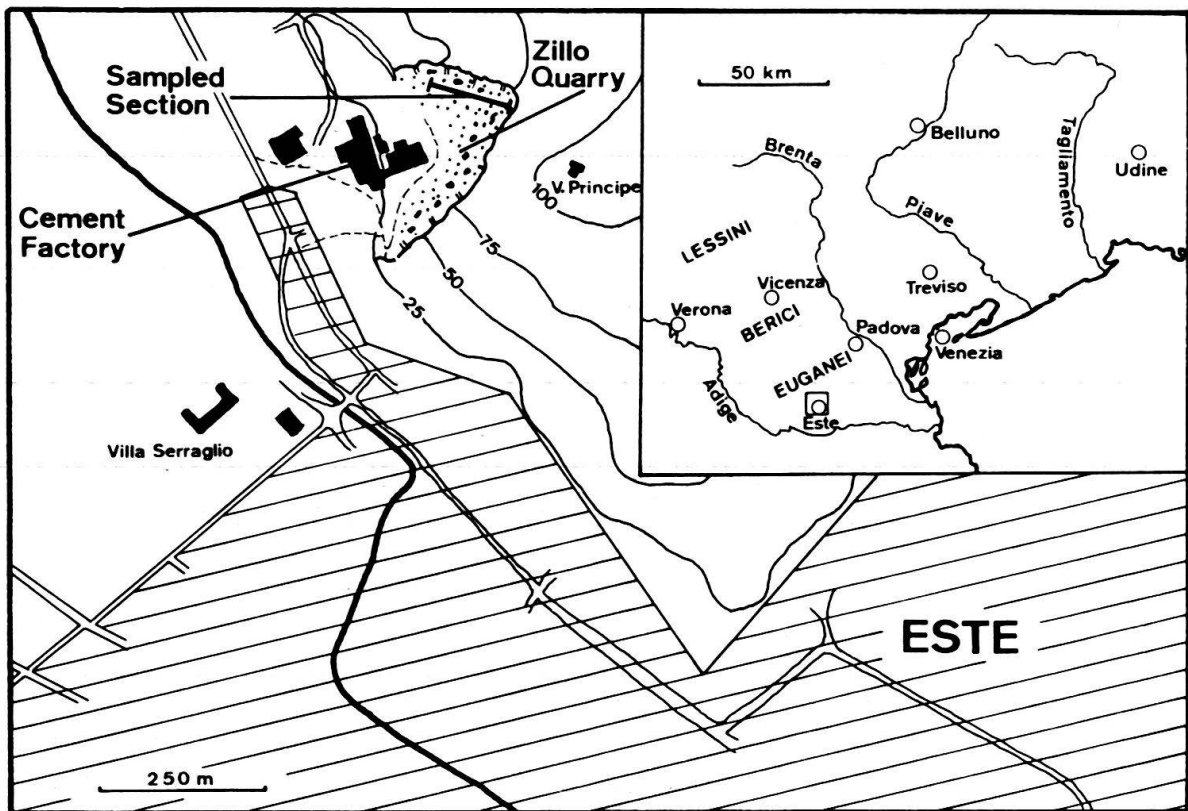 Zillo
Quarry
Sampled
Section
Cement
Factory
V. Principe
100
75
50
25
Villa Serraglio
ESTE
250 m
50 km
Belluno
Udine
Tagliamento
Brenta
Piave
LESSINI
Vicenza
Treviso
Verona
BERICI
Padova
Venezia
EUGANEI
Adige
Este